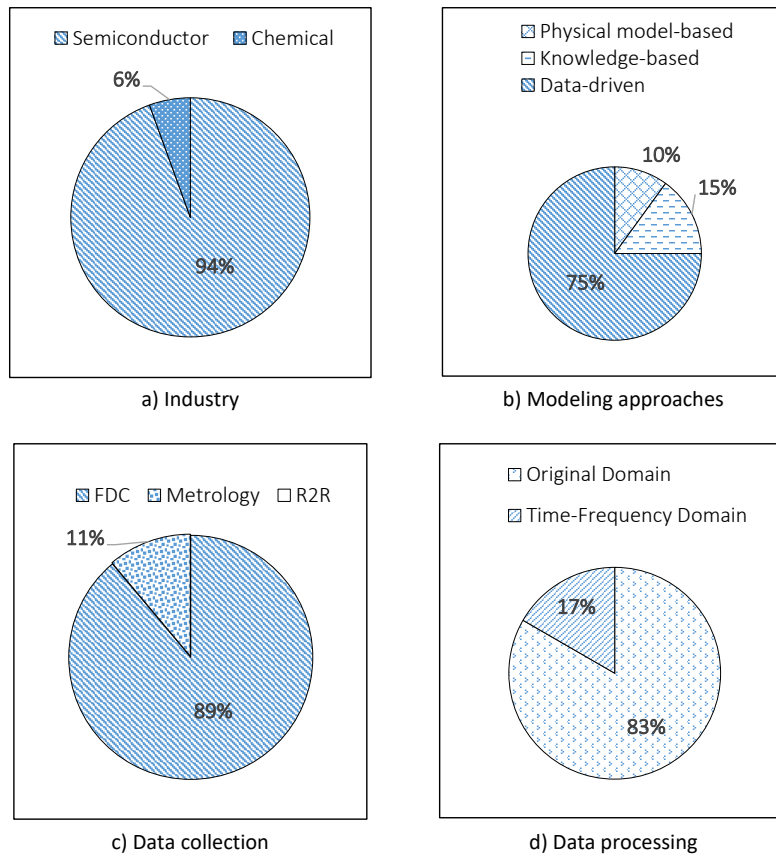 Semiconductor Chemical
6%
94%
a) Industry
Physical model-based
Knowledge-based
Data-driven
10%
15%
75%
b) Modeling approaches
FDC Metrology R2R
11%
89%
c) Data collection
Original Domain
Time-Frequency Domain
17%
83%
d) Data processing